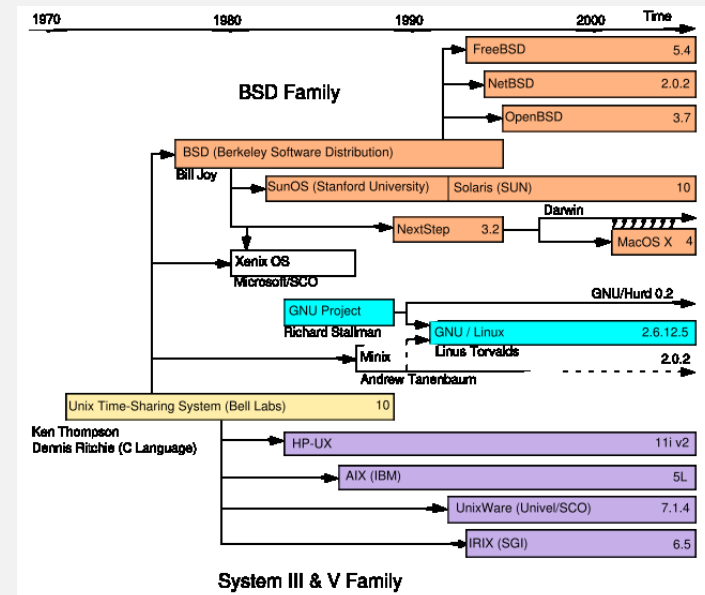 1970 1980 1990 2000 Time
FreeBSD 5.4
BSD Family
NetBSD 2.0.2
OpenBSD 3.7
BSD (Berkeley Software Distribution)
Bill Joy
SunOS (Stanford University) Solaris (SUN) 10
Darwin
NextStep 3.2
MacOS X 4
Xenix OS
Microsoft/SCO
GNU/Hurd 0.2
GNU Project
Richard Stallman
GNU / Linux 2.6.12.5
Linus Torvalds
Minix 2.0.2
Andrew Tanenbaum
Unix Time-Sharing System (Bell Labs) 10
Ken Thompson
Dennis Ritchie (C Language)
HP-UX 11i v2
AIX (IBM) 5L
UnixWare (Univel/SCO) 7.1.4
IRIX (SGI) 6.5
System III & V Family